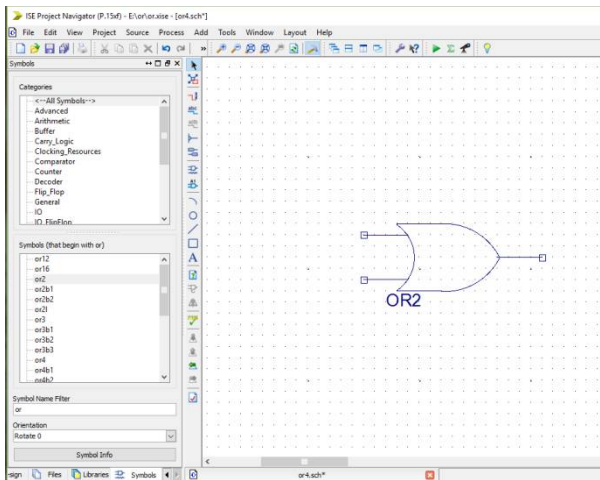 ISE Project Navigator (P.15xf) - E:\or\or.xise - [or4.sch*]
File Edit View Project Source Process Add Tools Window Layout Help
Symbols
Categories
<--All Symbols-->
Advanced
Arithmetic
Buffer
Carry_Logic
Clocking_Resources
Comparator
Counter
Decoder
Flip_Flop
General
IO
IO_FlipFlop
Symbols (that begin with or)
or12
or16
or2
or2b1
or2b2
or2l
or3
or3b1
or3b2
or3b3
or4
or4b1
or4b2
Symbol Name Filter
or
Orientation
Rotate 0
Symbol Info
OR2
A
sign Files Libraries Symbols
or4.sch*